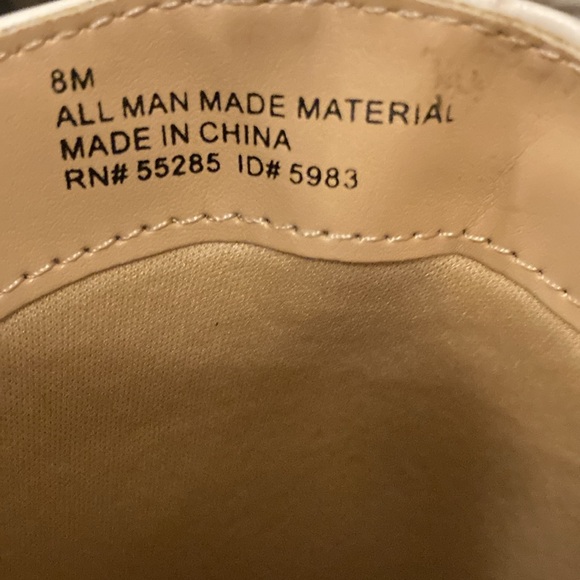 8M
ALL MAN MADE MATERIAL
MADE IN CHINA
RN# 55285 ID# 5983